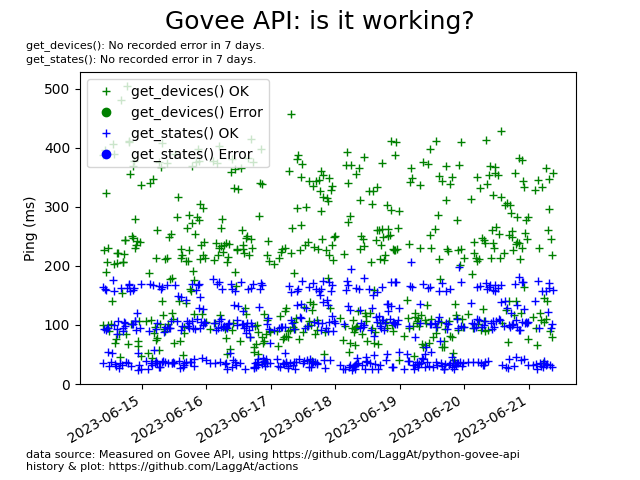 Govee API: is it working?
get_devices(): No recorded error in 7 days.
get_states(): No recorded error in 7 days.
500
400
300
200
100
0
Ping (ms)
get_devices() OK
get_devices() Error
get_states() OK
get_states() Error
2023-06-15
2023-06-16
2023-06-17
2023-06-18
2023-06-19
2023-06-20
2023-06-21
data source: Measured on Govee API, using https://github.com/LaggAt/python-govee-api
history & plot: https://github.com/LaggAt/actions